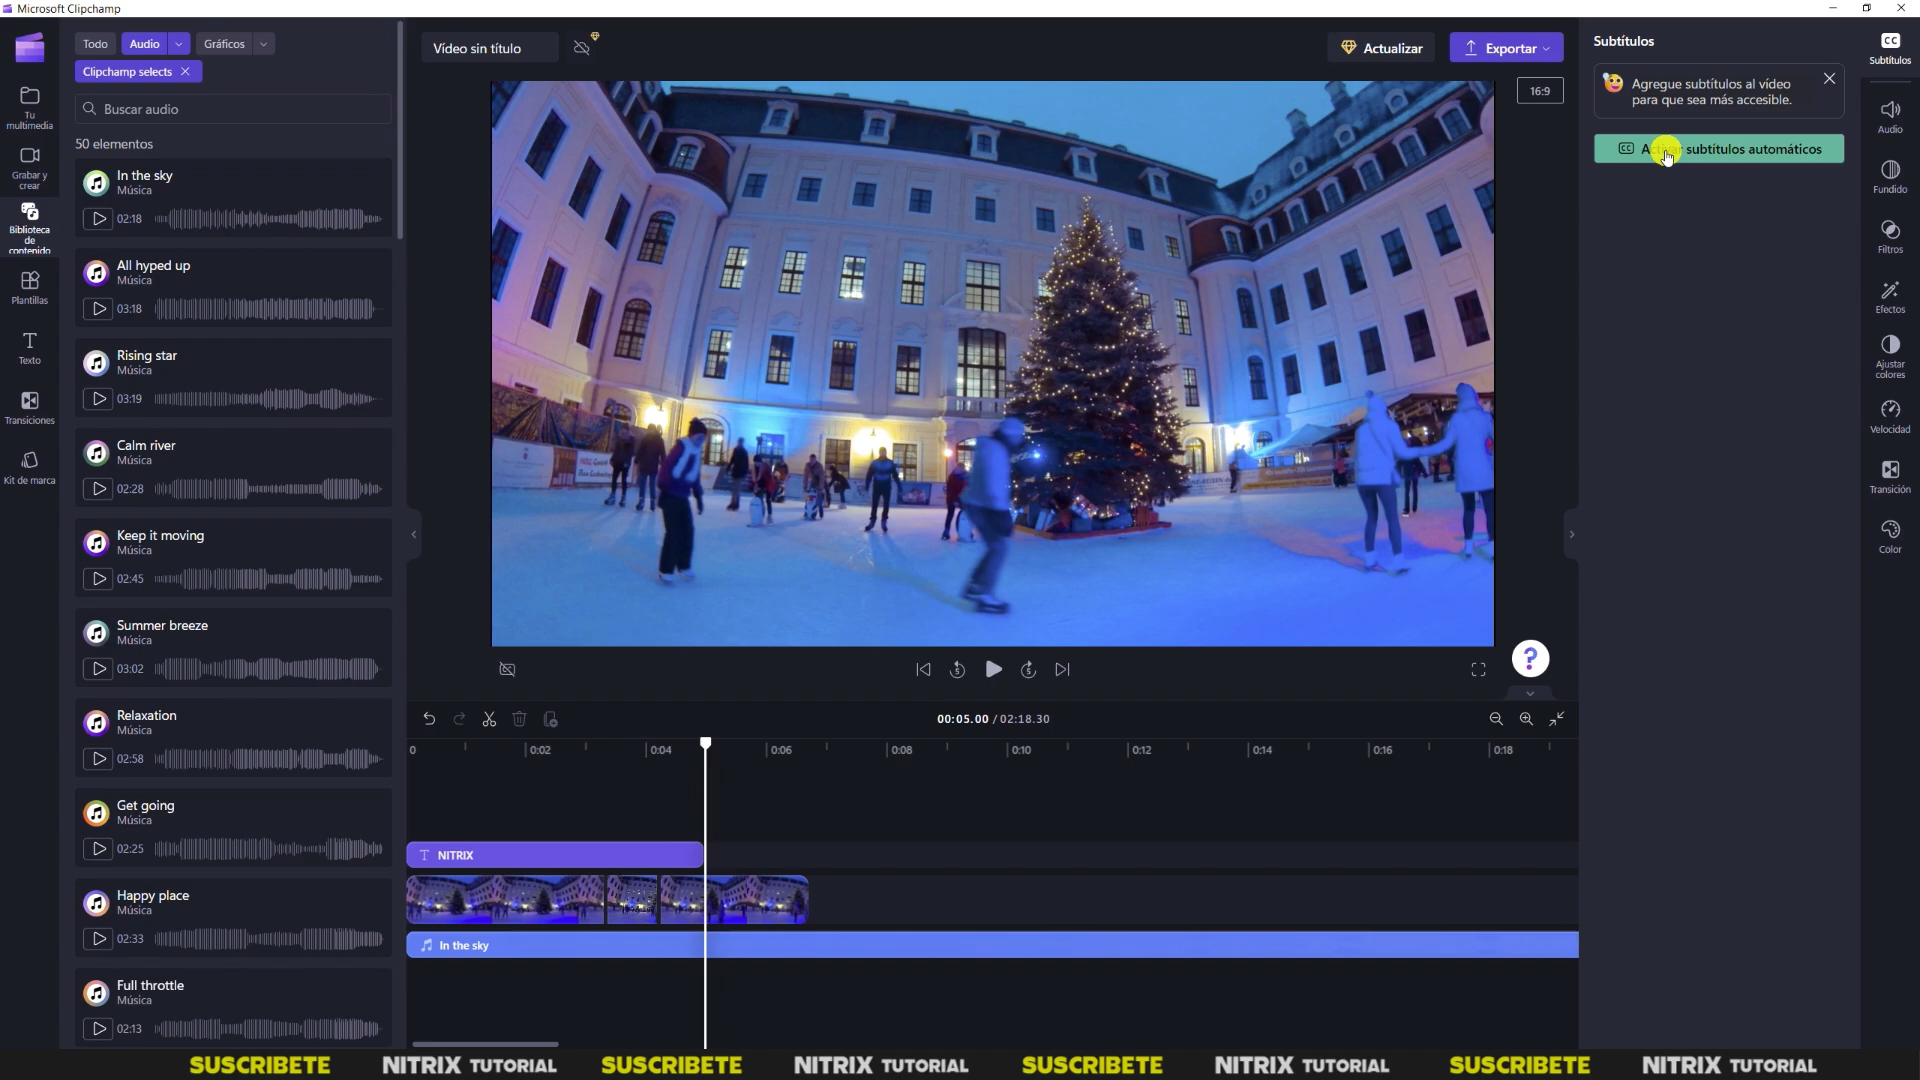 Microsoft Clipchamp
Todo
Audio
Gráficos
Clipchamp selects
Buscar audio
50 elementos
In the sky
Música
02:18
All hyped up
Música
03:18
Rising star
Música
03:19
Calm river
Música
02:28
Keep it moving
Música
02:45
Summer breeze
Música
03:02
Relaxation
Música
02:58
Get going
Música
02:25
Happy place
Música
02:33
Full throttle
Música
02:13
Tu
multimedia
Grabar y
crear
Biblioteca
de
contenido
Plantillas
Texto
Transiciones
Kit de marca
Vídeo sin título
Actualizar
Exportar
16:9
?
00:05.00 / 02:18.30
0
0:02
0:04
0:06
0:08
0:10
0:12
0:14
0:16
0:18
T NITRIX
In the sky
Subtítulos
Agregue subtítulos al vídeo
para que sea más accesible.
CC Activar subtítulos automáticos
CC
Subtítulos
Audio
Fundido
Filtros
Efectos
Ajustar
colores
Velocidad
Transición
Color
SUSCRIBETE NITRIX TUTORIAL SUSCRIBETE NITRIX TUTORIAL SUSCRIBETE NITRIX TUTORIAL SUSCRIBETE NITRIX TUTORIAL